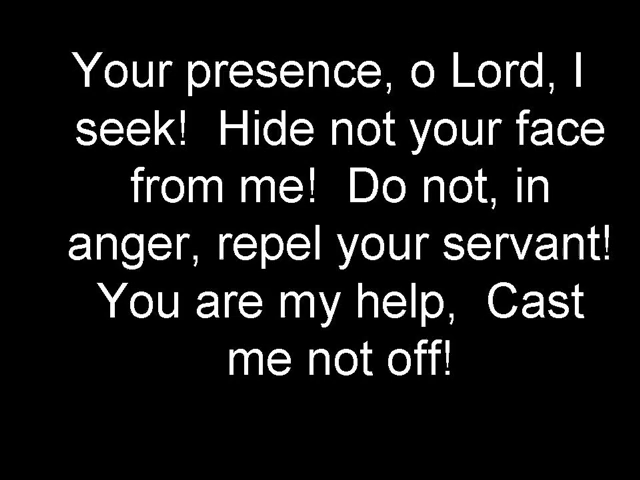 Your presence, o Lord, I
seek!  Hide not your face
from me!  Do not, in
anger, repel your servant!
You are my help,  Cast
me not off!